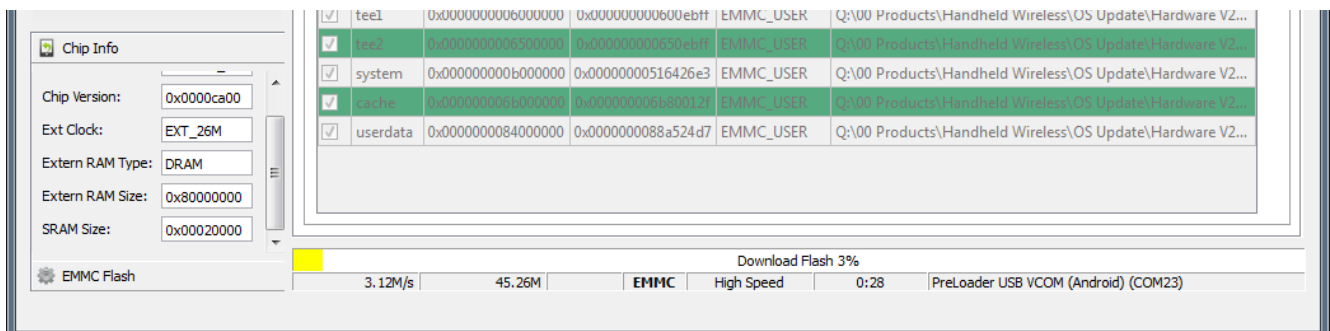 tee1 0x0000000006000000 0x000000000600ebff EMMC_USER Q:\00 Products\Handheld Wireless\OS Update\Hardware V2...
Chip Info
tee2 0x0000000006500000 0x000000000650ebff EMMC_USER Q:\00 Products\Handheld Wireless\OS Update\Hardware V2...
system 0x000000000b000000 0x00000000516426e3 EMMC_USER Q:\00 Products\Handheld Wireless\OS Update\Hardware V2...
Chip Version: 0x0000ca00
cache 0x000000006b000000 0x000000006b80012f EMMC_USER Q:\00 Products\Handheld Wireless\OS Update\Hardware V2...
Ext Clock: EXT_26M
userdata 0x0000000084000000 0x0000000088a524d7 EMMC_USER Q:\00 Products\Handheld Wireless\OS Update\Hardware V2...
Extern RAM Type: DRAM
Extern RAM Size: 0x80000000
SRAM Size: 0x00020000
Download Flash 3%
EMMC Flash
3.12M/s 45.26M EMMC High Speed 0:28 PreLoader USB VCOM (Android) (COM23)